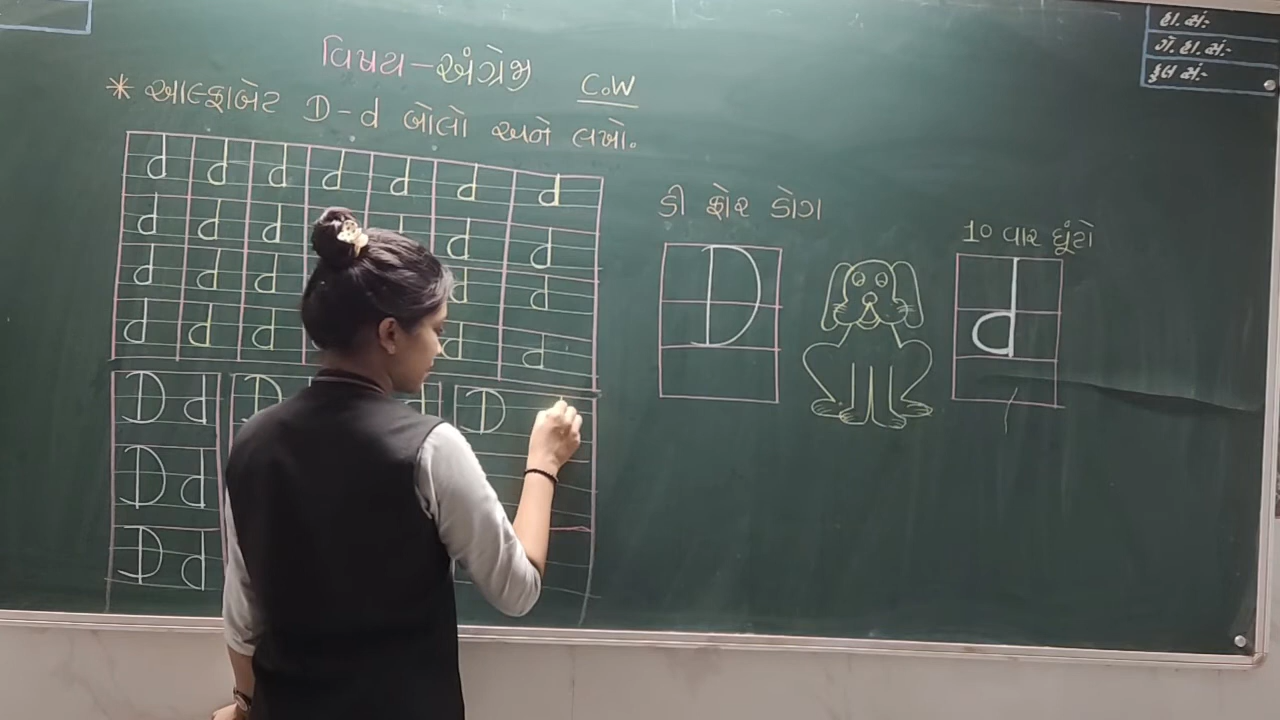 વિષય-અંગ્રેજી C.W
* આલ્ફાબેટ D-d બોલો અને લખો.
d d d d d d d
d d d d
d d d d d
d d d d d
D d D d D
D d
D d
ડી ફોર ડોગ
D
10 વાર ઘૂંટો
d
હા.સં:-
ગે.હા.સં:-
કુલ સં:-